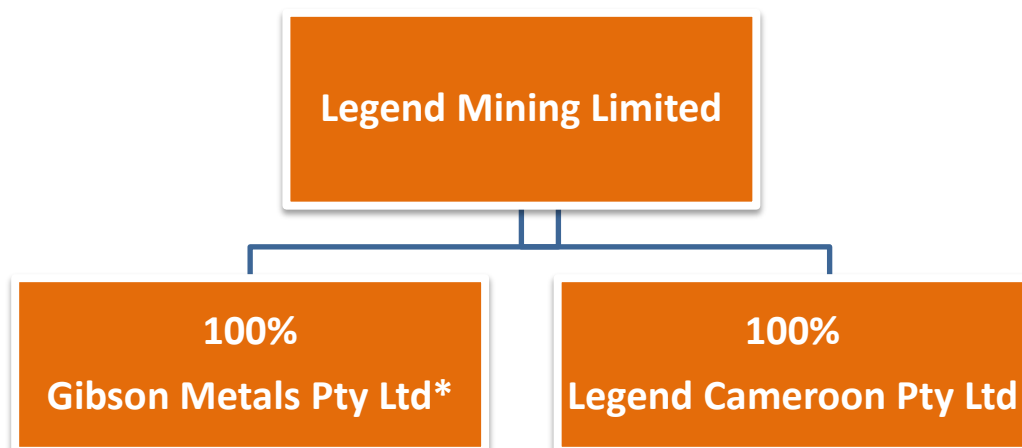 Legend Mining Limited
100%
Gibson Metals Pty Ltd*
100%
Legend Cameroon Pty Ltd